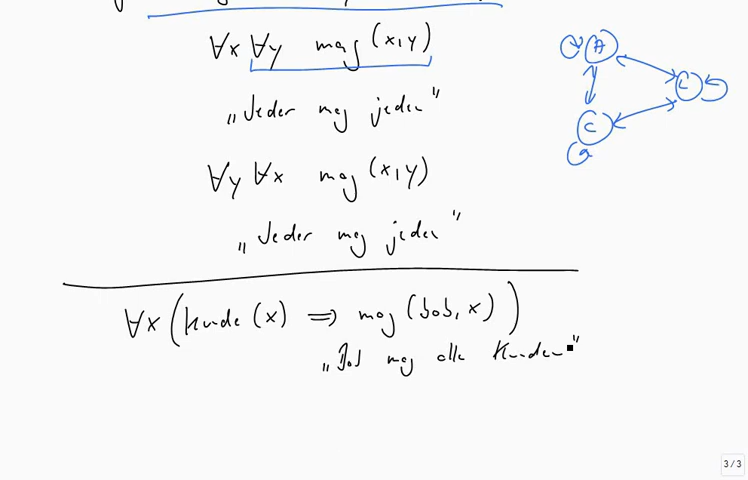 ∀x ∀y mag(x,y)
„Jeder mag jeden"
∀y ∀x mag(x,y)
„Jeder mag jeden"
∀x(kunde(x) ⇒ mag(bob,x))
„Bob mag alle Kunden"
A
C
3/3